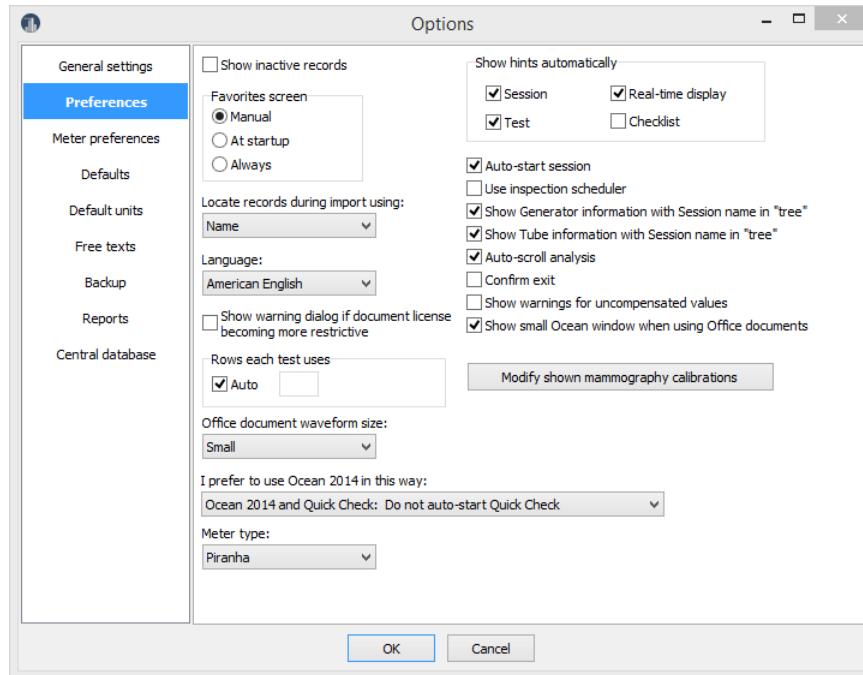 Options
General settings
Preferences
Meter preferences
Defaults
Default units
Free texts
Backup
Reports
Central database
Show inactive records
Favorites screen
Manual
At startup
Always
Locate records during import using:
Name
Language:
American English
Show warning dialog if document license
becoming more restrictive
Rows each test uses
Auto
Office document waveform size:
Small
I prefer to use Ocean 2014 in this way:
Ocean 2014 and Quick Check: Do not auto-start Quick Check
Meter type:
Piranha
Show hints automatically
Session
Real-time display
Test
Checklist
Auto-start session
Use inspection scheduler
Show Generator information with Session name in "tree"
Show Tube information with Session name in "tree"
Auto-scroll analysis
Confirm exit
Show warnings for uncompensated values
Show small Ocean window when using Office documents
Modify shown mammography calibrations
OK
Cancel